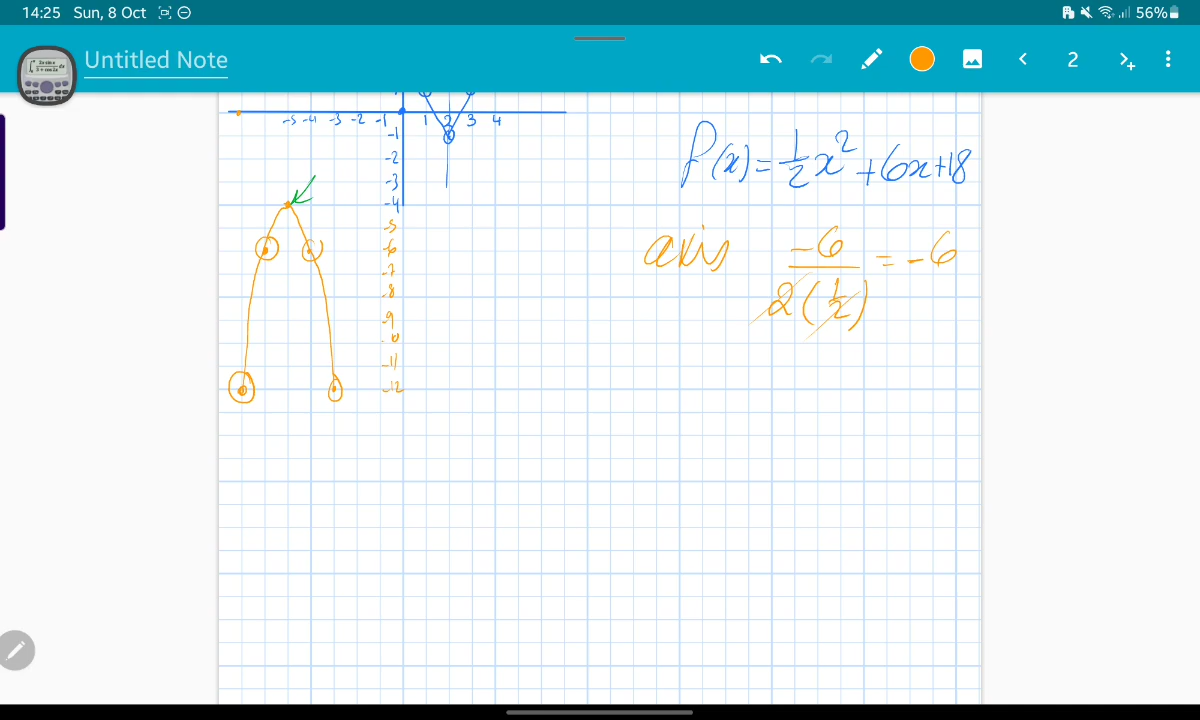 14:25 Sun, 8 Oct 56%
Untitled Note
2
-5 -4 -3 -2 -1 1 2 3 4
-1
-2
-3
-4
-5
-6
-7
-8
-9
-10
-11
-12
f(x) = 1/2 x² + 6x + 18
axis -6 / 2(1/2) = -6